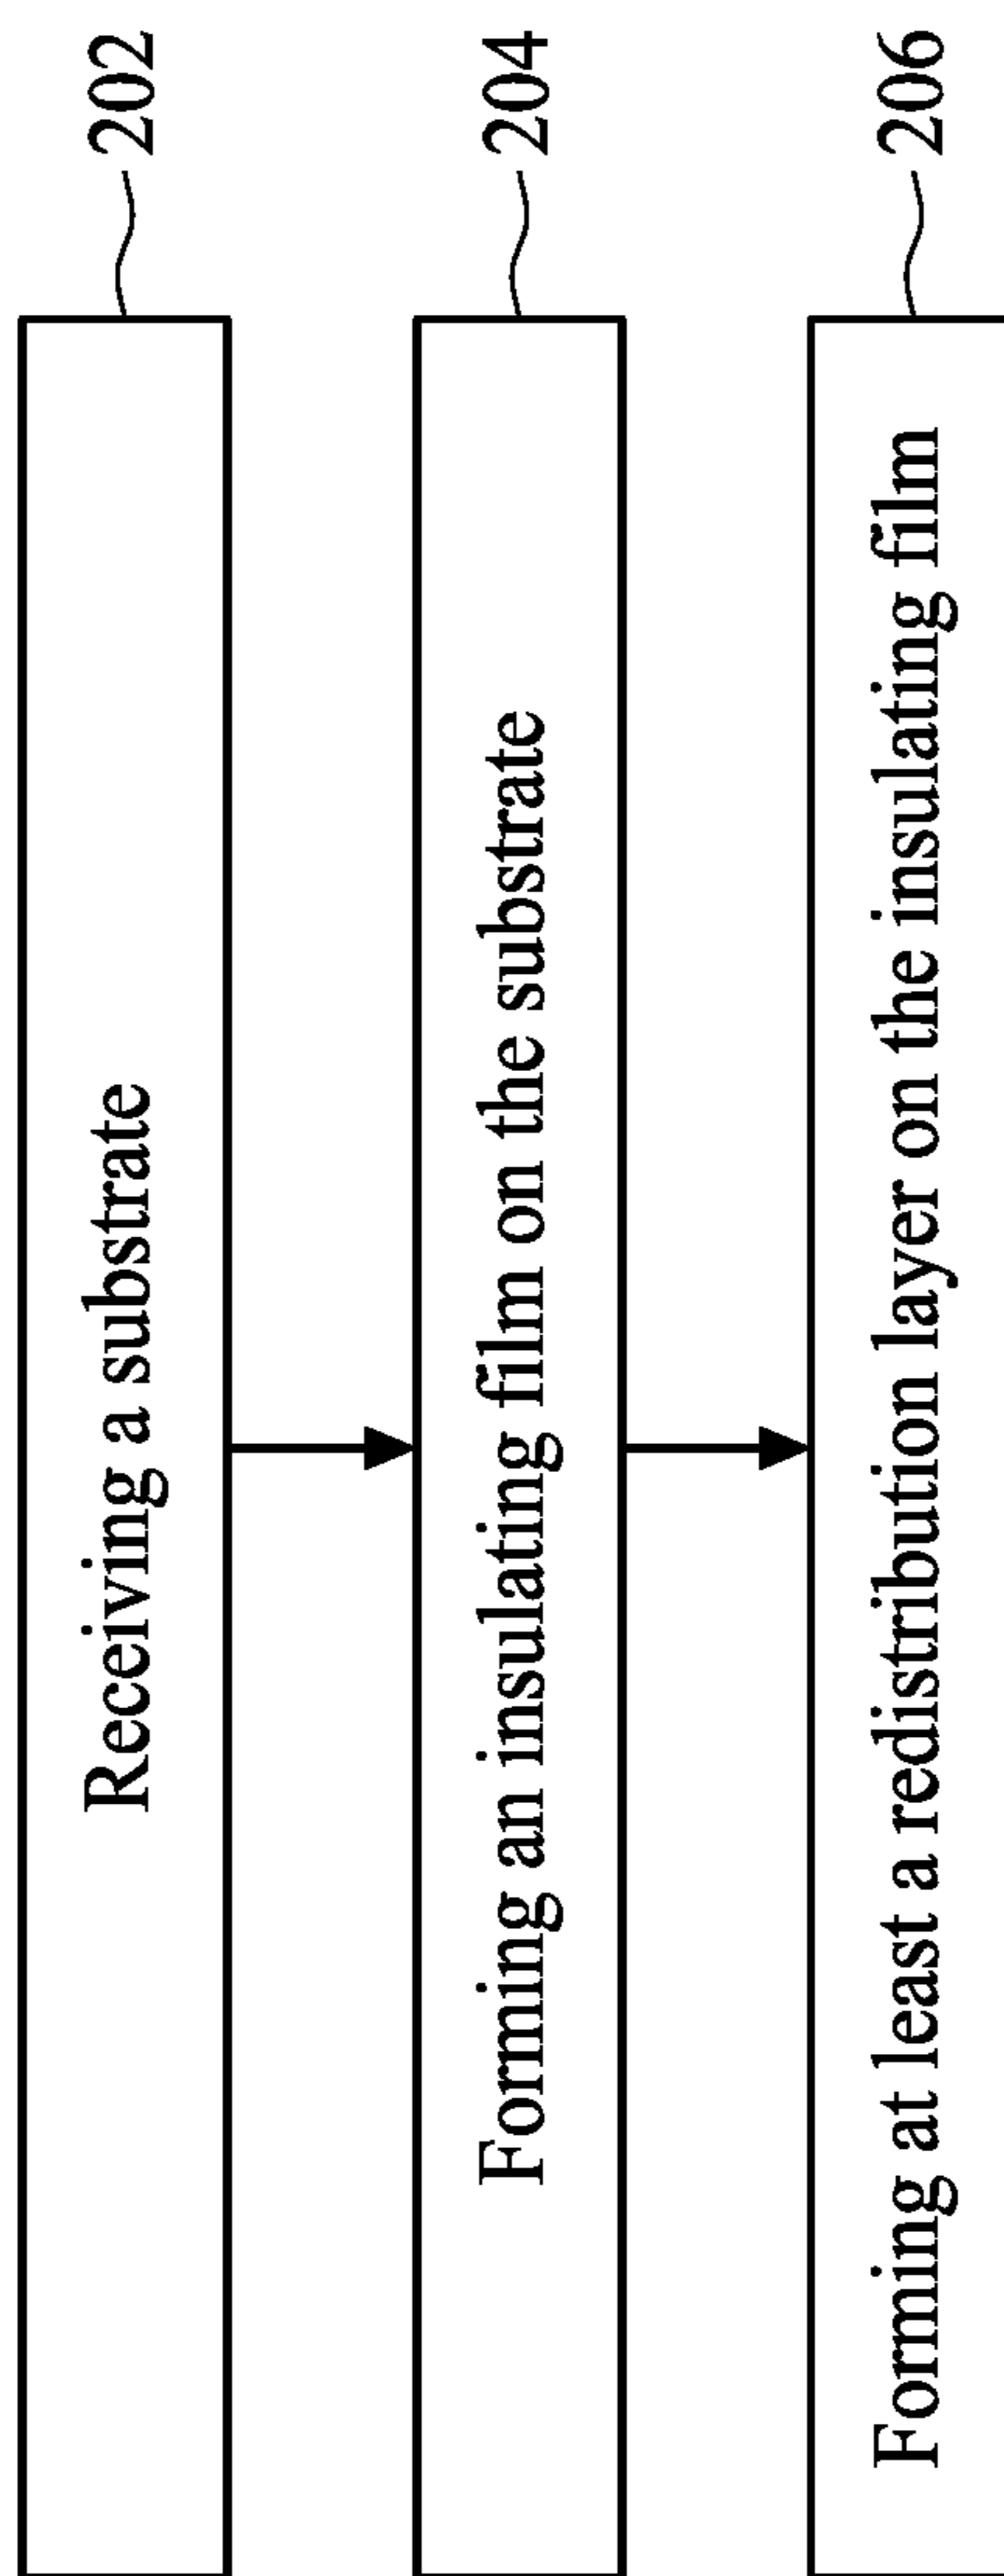 Receiving a substrate
202
Forming an insulating film on the substrate
204
Forming at least a redistribution layer on the insulating film
206